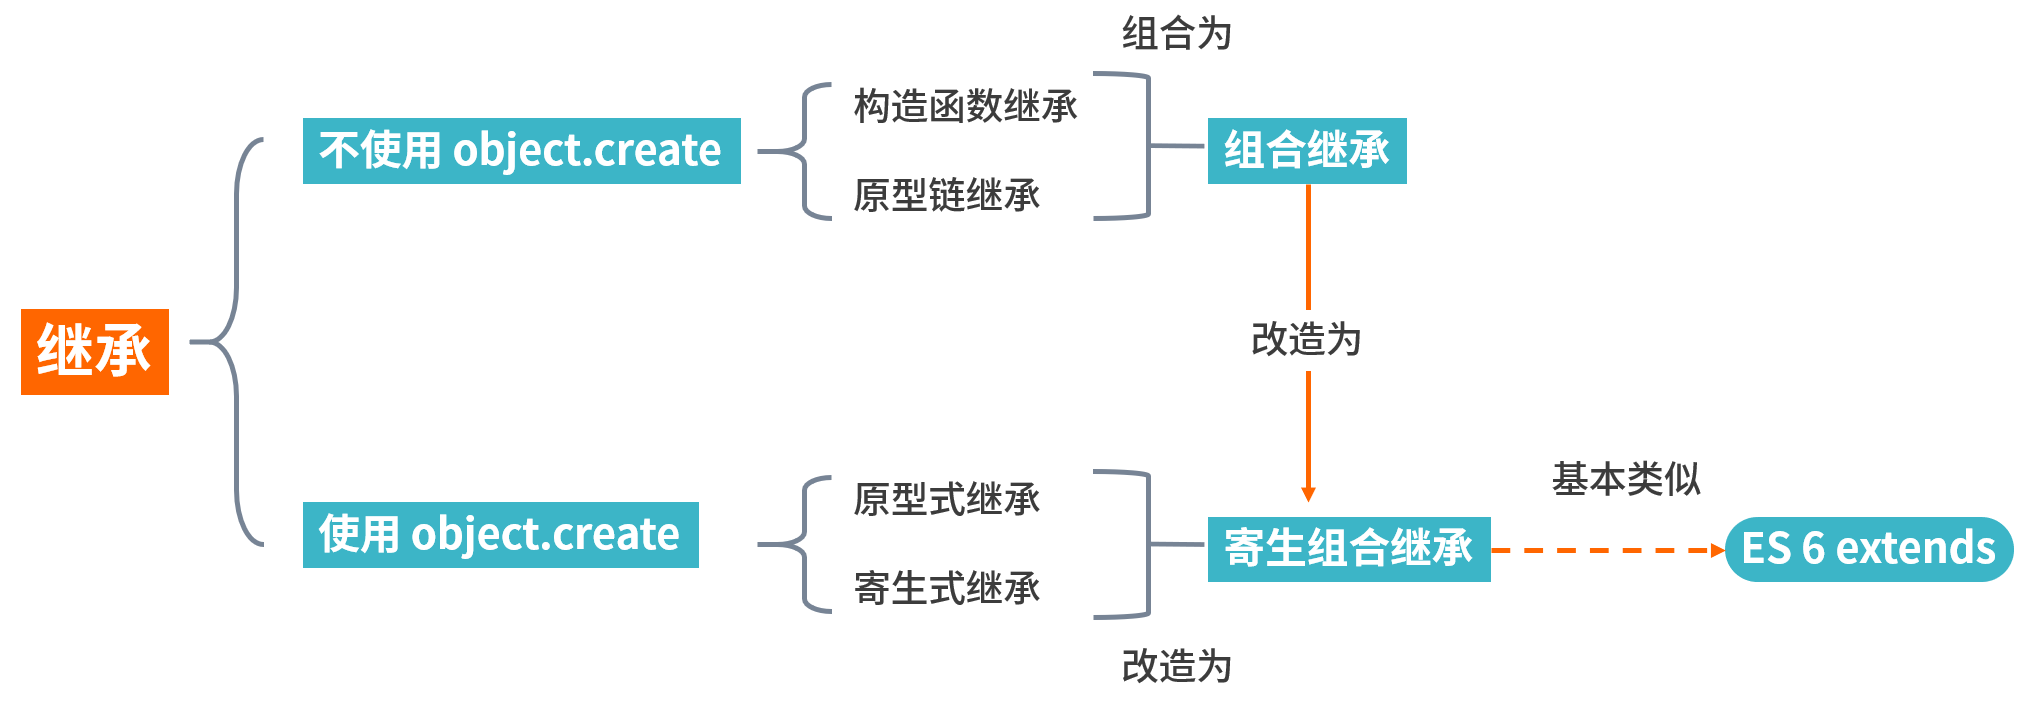 组合为
构造函数继承
不使用 object.create
组合继承
原型链继承
继承
改造为
基本类似
原型式继承
使用 object.create
寄生组合继承
ES 6 extends
寄生式继承
改造为